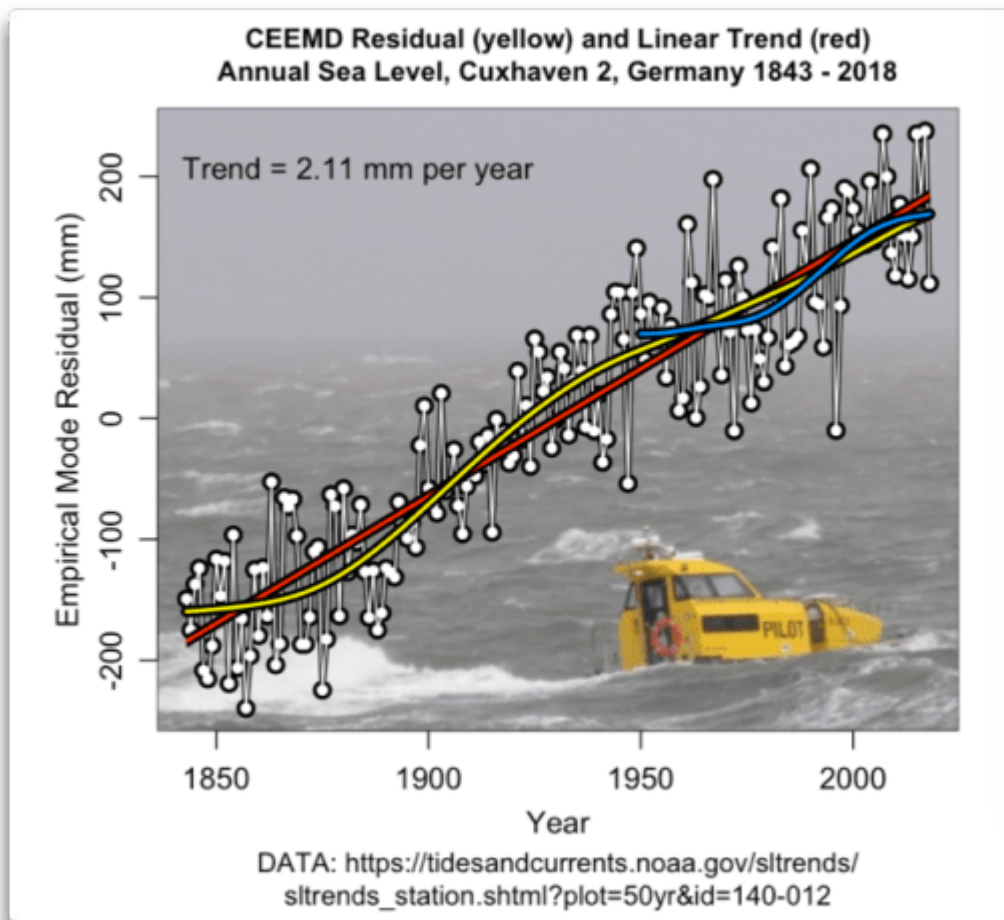 CEEMD Residual (yellow) and Linear Trend (red)
Annual Sea Level, Cuxhaven 2, Germany 1843 - 2018
Trend = 2.11 mm per year
Empirical Mode Residual (mm)
200
100
0
-100
-200
PILOT
1850 1900 1950 2000
Year
DATA: https://tidesandcurrents.noaa.gov/sltrends/
sltrends_station.shtml?plot=50yr&id=140-012